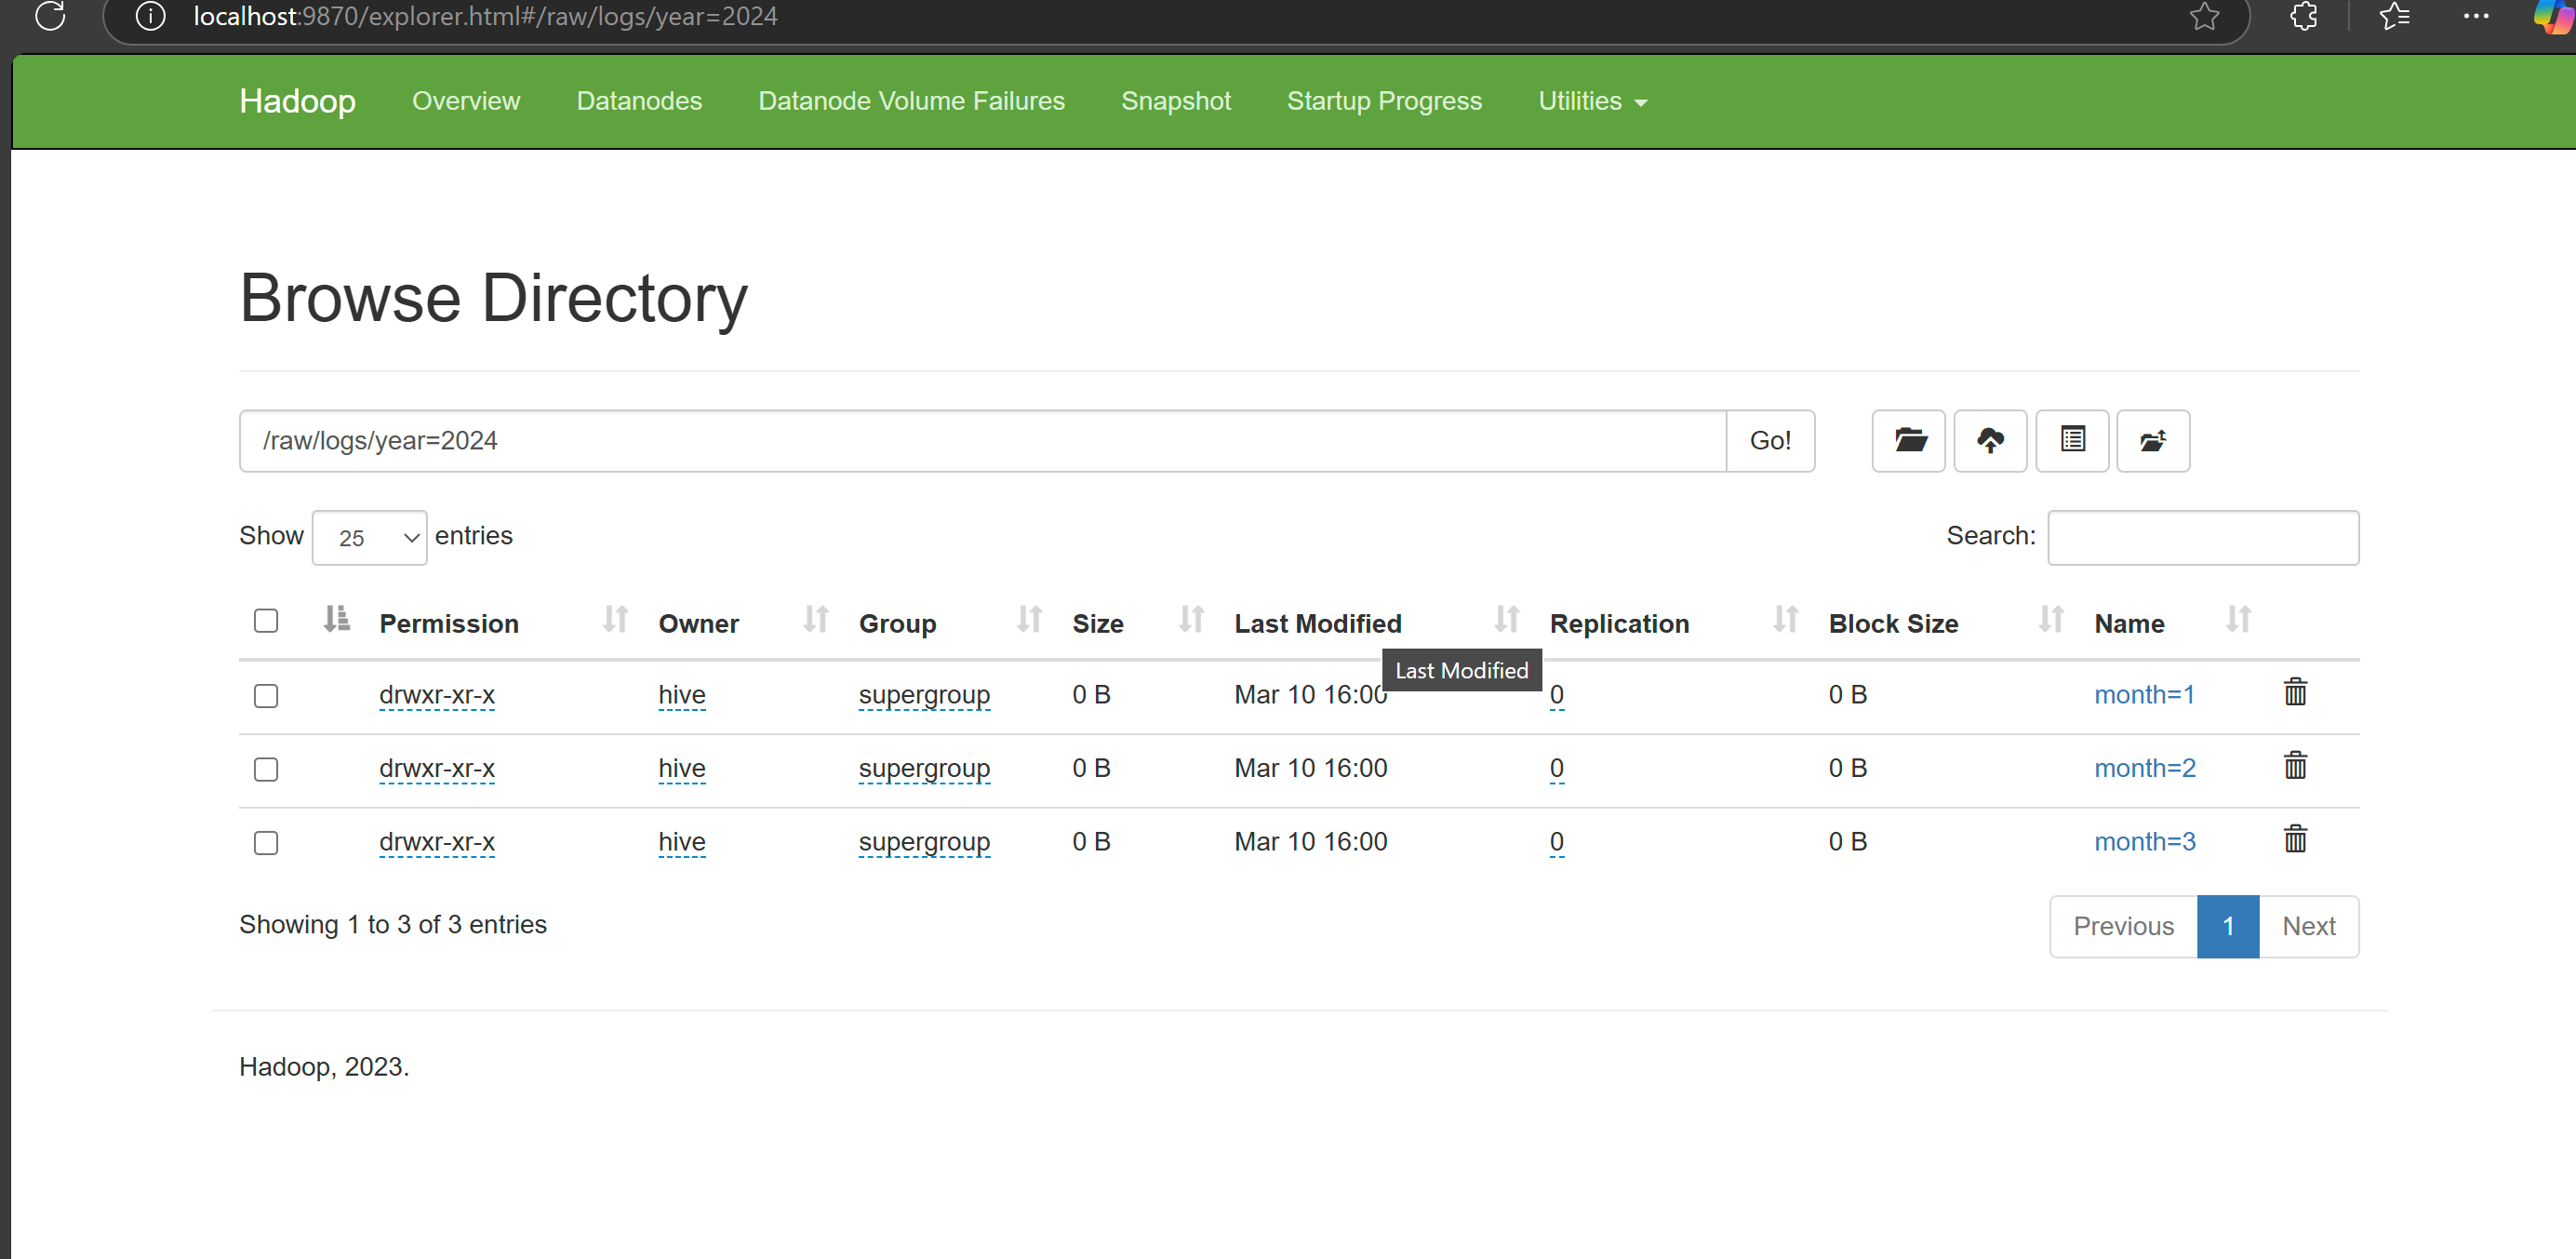 localhost:9870/explorer.html#/raw/logs/year=2024
Hadoop Overview Datanodes Datanode Volume Failures Snapshot Startup Progress Utilities
Browse Directory
/raw/logs/year=2024 Go!
Show 25 entries Search:
Permission Owner Group Size Last Modified Replication Block Size Name
Last Modified
drwxr-xr-x hive supergroup 0 B Mar 10 16:00 0 0 B month=1
drwxr-xr-x hive supergroup 0 B Mar 10 16:00 0 0 B month=2
drwxr-xr-x hive supergroup 0 B Mar 10 16:00 0 0 B month=3
Showing 1 to 3 of 3 entries Previous 1 Next
Hadoop, 2023.